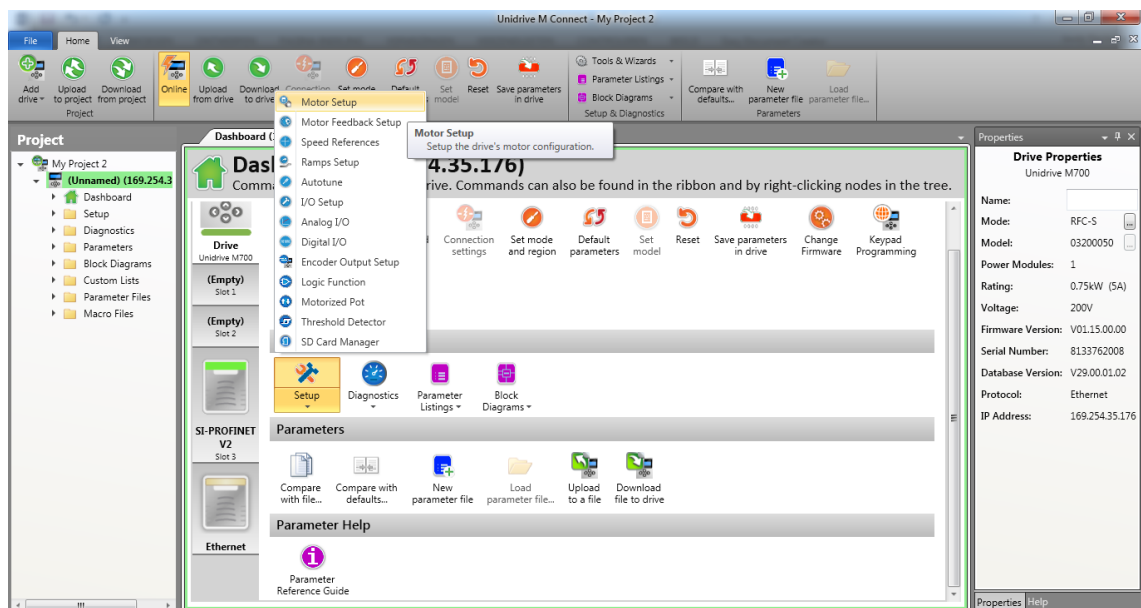 Unidrive M Connect - My Project 2
File Home View
Add drive
Upload to project
Download from project
Project
Online
Upload from drive
Download to drive
Connection
Set mode
Default
Set model
Reset
Save parameters in drive
Tools & Wizards
Parameter Listings
Block Diagrams
Setup & Diagnostics
Compare with defaults...
New parameter file
Load parameter file...
Parameters
Project
My Project 2
(Unnamed) (169.254.3
Dashboard
Setup
Diagnostics
Parameters
Block Diagrams
Custom Lists
Parameter Files
Macro Files
Dashboard (
Das
4.35.176)
Comm
rive. Commands can also be found in the ribbon and by right-clicking nodes in the tree.
Motor Setup
Motor Feedback Setup
Speed References
Ramps Setup
Autotune
I/O Setup
Analog I/O
Digital I/O
Encoder Output Setup
Logic Function
Motorized Pot
Threshold Detector
SD Card Manager
Motor Setup
Setup the drive's motor configuration.
Drive
Unidrive M700
(Empty)
Slot 1
(Empty)
Slot 2
SI-PROFINET
V2
Slot 3
Ethernet
Connection settings
Set mode and region
Default parameters
Set model
Reset
Save parameters in drive
Change Firmware
Keypad Programming
Setup
Diagnostics
Parameter Listings
Block Diagrams
Parameters
Compare with file...
Compare with defaults...
New parameter file
Load parameter file...
Upload to a file
Download file to drive
Parameter Help
Parameter Reference Guide
Properties
Drive Properties
Unidrive M700
Name:
Mode: RFC-S
Model: 03200050
Power Modules: 1
Rating: 0.75kW (5A)
Voltage: 200V
Firmware Version: V01.15.00.00
Serial Number: 8133762008
Database Version: V29.00.01.02
Protocol: Ethernet
IP Address: 169.254.35.176
Properties Help